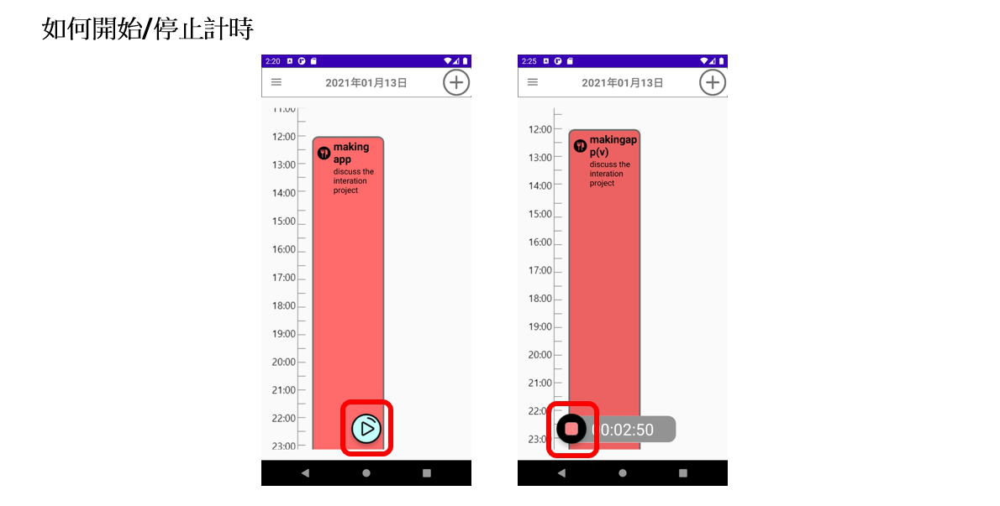 如何開始/停止計時
2:20
2021年01月13日
11:00
12:00
making
app
discuss the
interation
project
13:00
14:00
15:00
16:00
17:00
18:00
19:00
20:00
21:00
22:00
23:00
2:25
2021年01月13日
12:00
makingap
p(v)
discuss the
interation
project
13:00
14:00
15:00
16:00
17:00
18:00
19:00
20:00
21:00
22:0
23:0
00:02:50